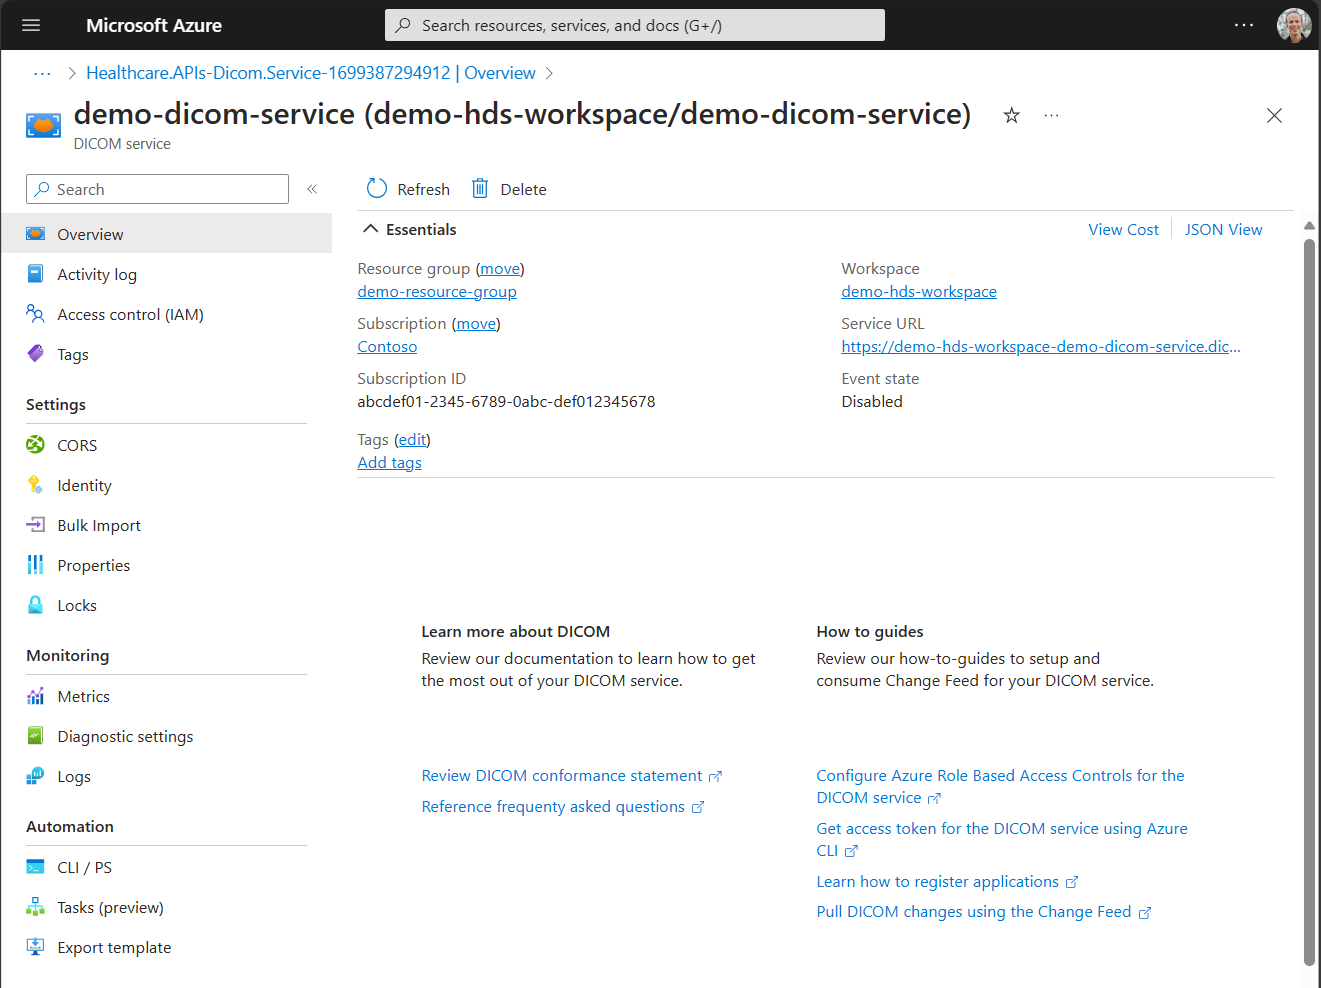 Microsoft Azure
Search resources, services, and docs (G+/)
Healthcare.APIs-Dicom.Service-1699387294912 | Overview
demo-dicom-service (demo-hds-workspace/demo-dicom-service)
DICOM service
Search
Overview
Activity log
Access control (IAM)
Tags
Settings
CORS
Identity
Bulk Import
Properties
Locks
Monitoring
Metrics
Diagnostic settings
Logs
Automation
CLI / PS
Tasks (preview)
Export template
Refresh
Delete
Essentials
View Cost
JSON View
Resource group (move)
demo-resource-group
Subscription (move)
Contoso
Subscription ID
abcdef01-2345-6789-0abc-def012345678
Tags (edit)
Add tags
Workspace
demo-hds-workspace
Service URL
https://demo-hds-workspace-demo-dicom-service.dic...
Event state
Disabled
Learn more about DICOM
Review our documentation to learn how to get
the most out of your DICOM service.
Review DICOM conformance statement
Reference frequenty asked questions
How to guides
Review our how-to-guides to setup and
consume Change Feed for your DICOM service.
Configure Azure Role Based Access Controls for the
DICOM service
Get access token for the DICOM service using Azure
CLI
Learn how to register applications
Pull DICOM changes using the Change Feed